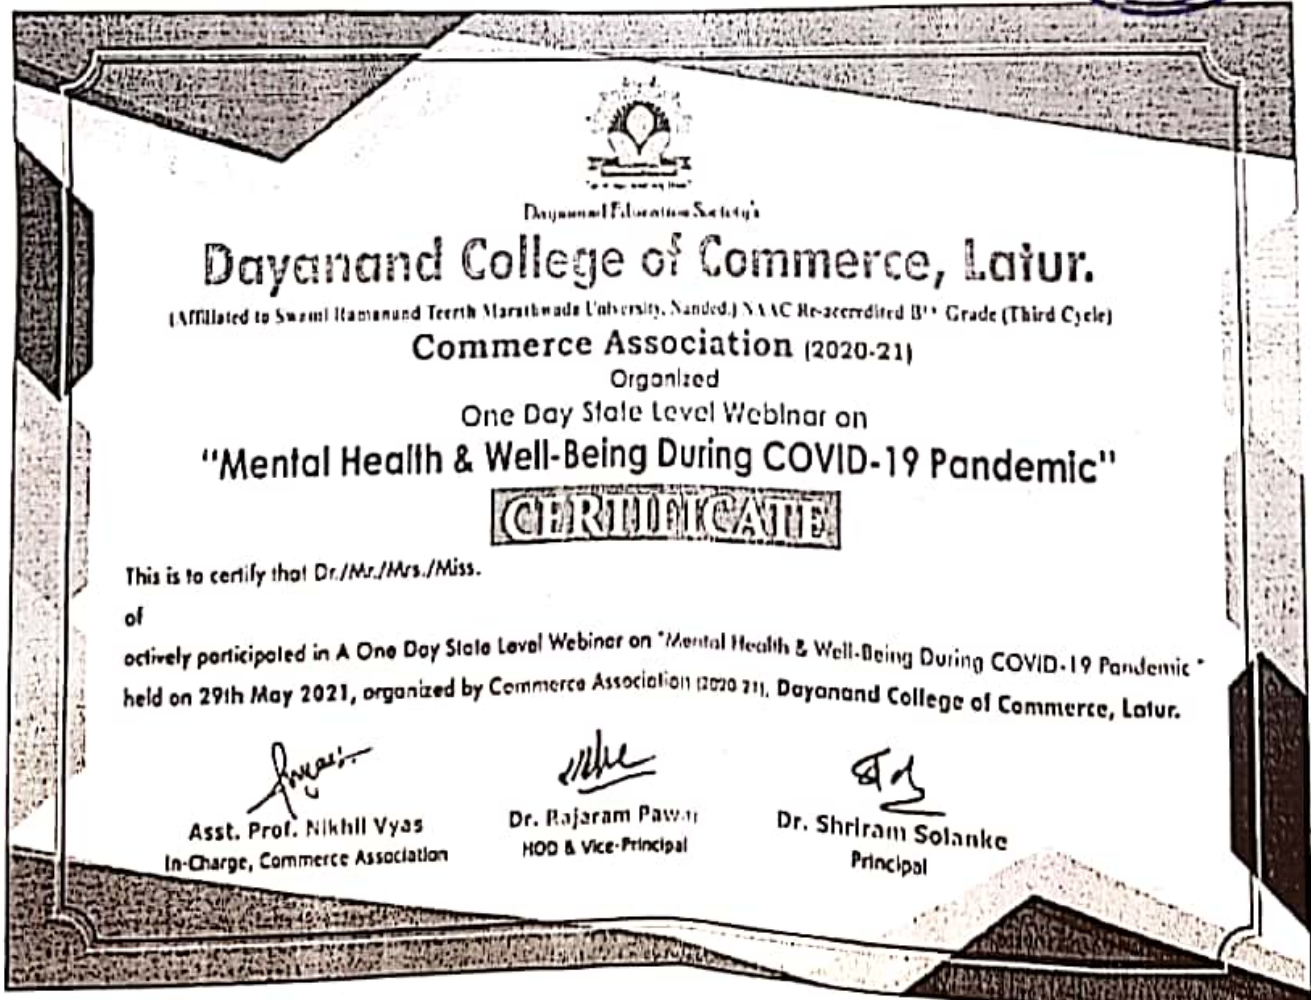 Dayanand Education Society's
Dayanand College of Commerce, Latur.
(Affiliated to Swami Ramanand Teerth Marathwada University, Nanded.) NAAC Re-accredited B++ Grade (Third Cycle)
Commerce Association (2020-21)
Organized
One Day State Level Webinar on
"Mental Health & Well-Being During COVID-19 Pandemic"
CERTIFICATE
This is to certify that Dr./Mr./Mrs./Miss.
of
actively participated in A One Day State Level Webinar on "Mental Health & Well-Being During COVID-19 Pandemic "
held on 29th May 2021, organized by Commerce Association (2020 21), Dayanand College of Commerce, Latur.
Asst. Prof. Nikhil Vyas
In-Charge, Commerce Association
Dr. Rajaram Pawar
HOD & Vice-Principal
Dr. Shriram Solanke
Principal